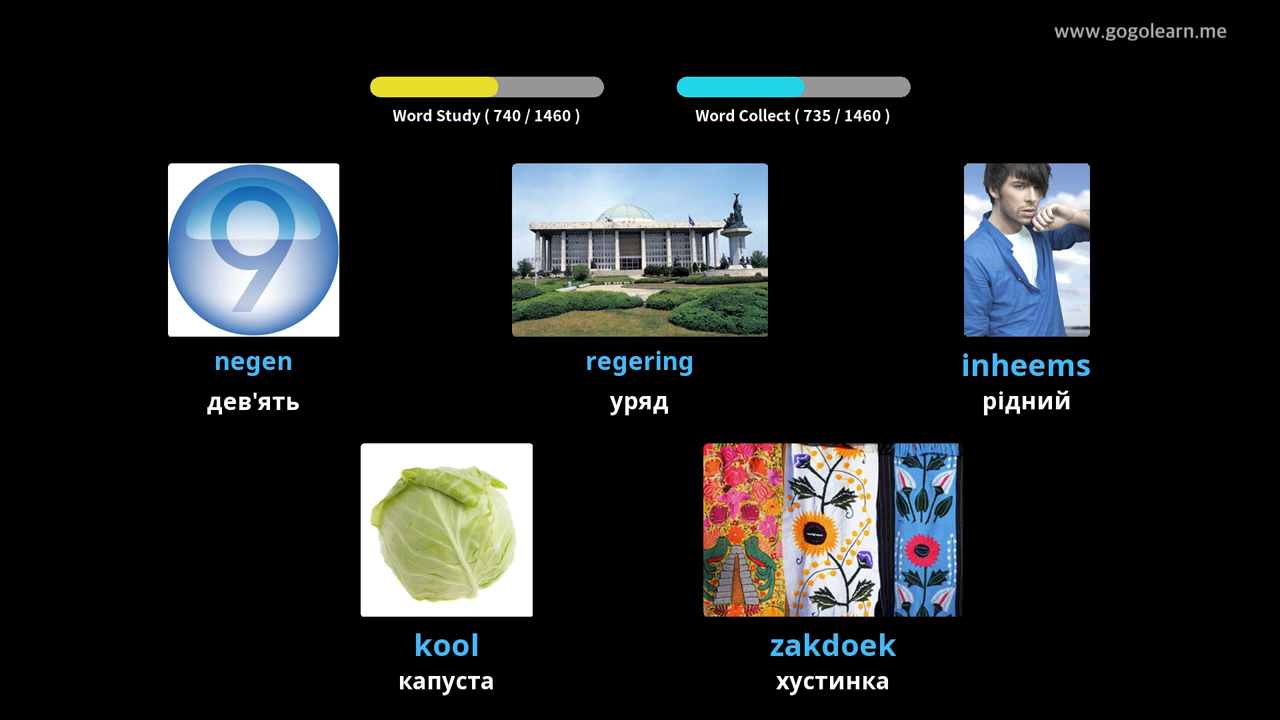 www.gogolearn.me
Word Study ( 740 / 1460 )
Word Collect ( 735 / 1460 )
9
negen
regering
inheems
дев'ять
уряд
рідний
kool
zakdoek
капуста
хустинка